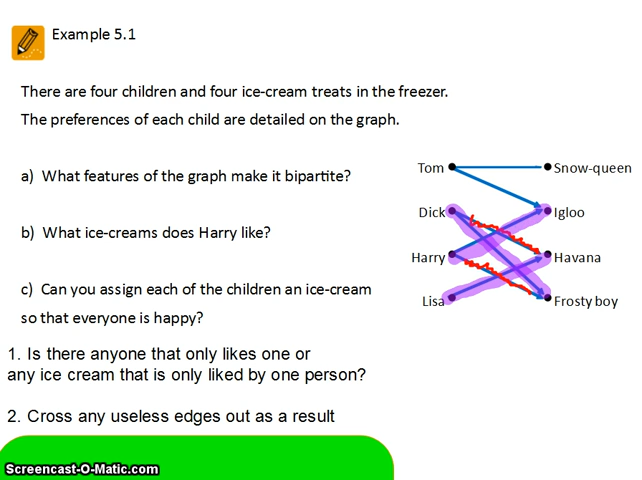 Example 5.1
There are four children and four ice-cream treats in the freezer.
The preferences of each child are detailed on the graph.
a) What features of the graph make it bipartite?
b) What ice-creams does Harry like?
c) Can you assign each of the children an ice-cream
so that everyone is happy?
1. Is there anyone that only likes one or
any ice cream that is only liked by one person?
2. Cross any useless edges out as a result
Tom Snow-queen
Dick Igloo
Harry Havana
Lisa Frosty boy
Screencast-O-Matic.com